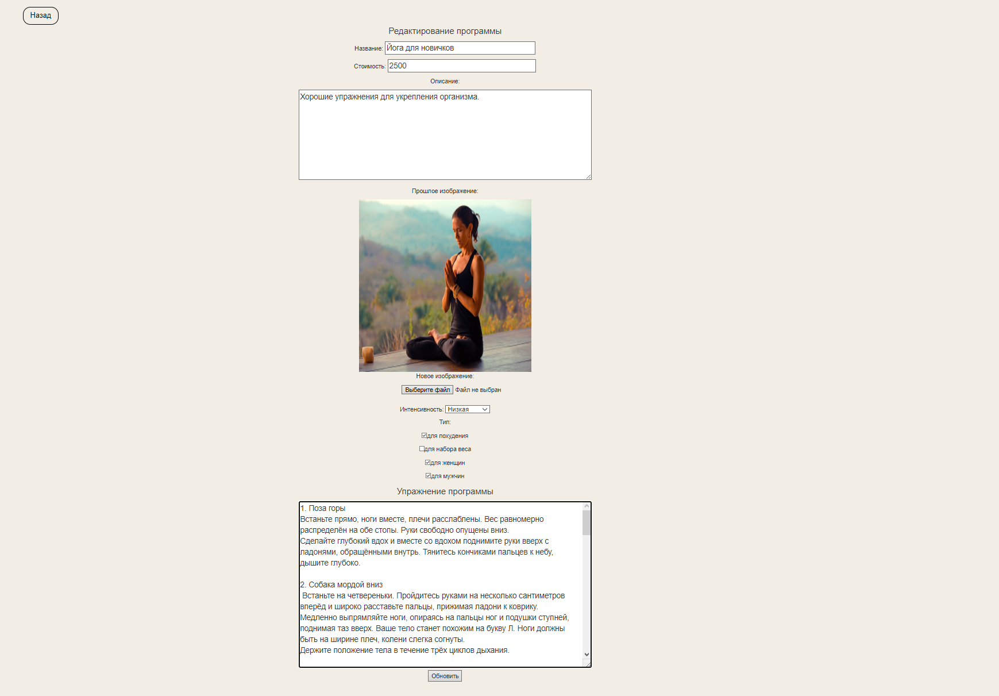 Назад
Редактирование программы
Название: Йога для новичков
Стоимость: 2500
Описание:
Хорошие упражнения для укрепления организма.
Прошлое изображение:
Новое изображение:
Выберите файл Файл не выбран
Интенсивность: Низкая
Тип:
для похудения
для набора веса
для женщин
для мужчин
Упражнение программы
1. Поза горы
Встаньте прямо, ноги вместе, плечи расслаблены. Вес равномерно
распределён на обе стопы. Руки свободно опущены вниз.
Сделайте глубокий вдох и вместе со вдохом поднимите руки вверх с
ладонями, обращёнными внутрь. Тянитесь кончиками пальцев к небу,
дышите глубоко.
2. Собака мордой вниз
Встаньте на четвереньки. Пройдитесь руками на несколько сантиметров
вперёд и широко расставьте пальцы, прижимая ладони к коврику.
Медленно выпрямляйте ноги, опираясь на пальцы ног и подушки ступней,
поднимая таз вверх. Ваше тело станет похожим на букву Л. Ноги должны
быть на ширине плеч, колени слегка согнуты.
Держите положение тела в течение трёх циклов дыхания.
Обновить